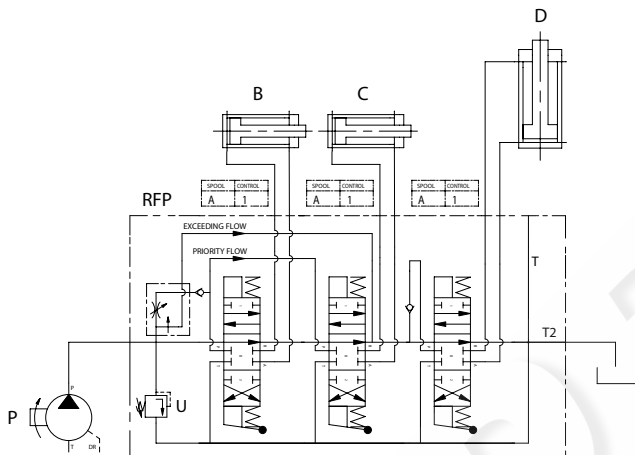 D
B
C
SPOOL CONTROL
A 1
SPOOL CONTROL
A 1
SPOOL CONTROL
A 1
RFP
EXCEEDING FLOW
PRIORITY FLOW
T
T2
P
P
U
T
DR